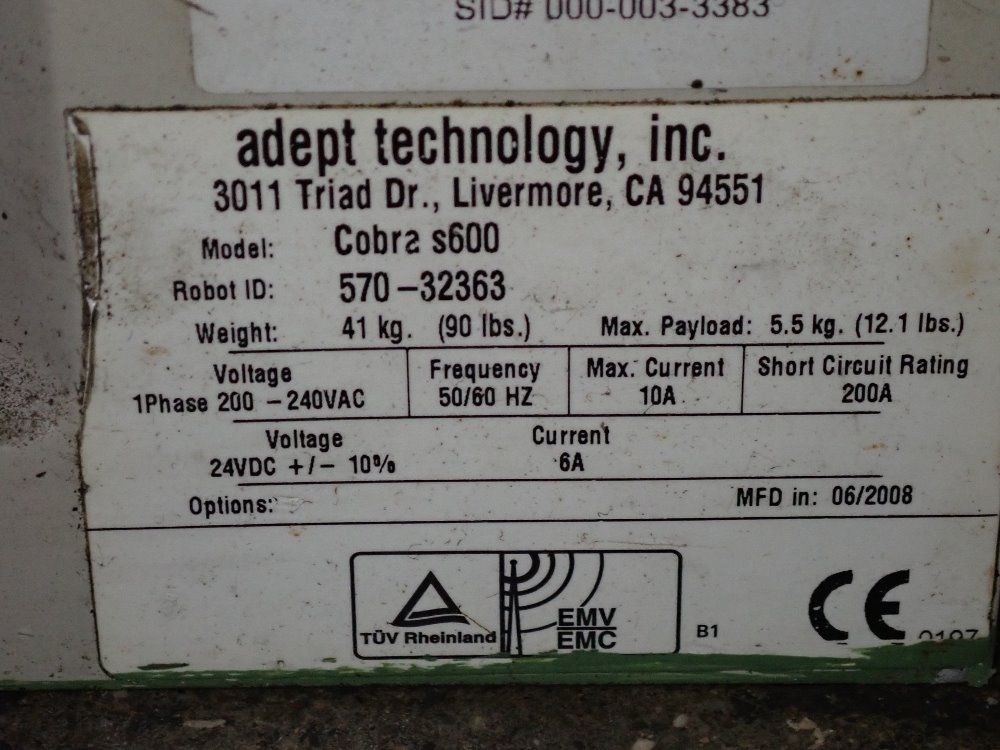 SID# 000-003-3383
adept technology, inc.
3011 Triad Dr., Livermore, CA 94551
Model: Cobra s600
Robot ID: 570-32363
Weight: 41 kg. (90 lbs.) Max. Payload: 5.5 kg. (12.1 lbs.)
Voltage Frequency Max. Current Short Circuit Rating
1Phase 200 -240VAC 50/60 HZ 10A 200A
Voltage Current
24VDC +/- 10% 6A
Options: MFD in: 06/2008
TÜV Rheinland EMV EMC B1 CE
0197